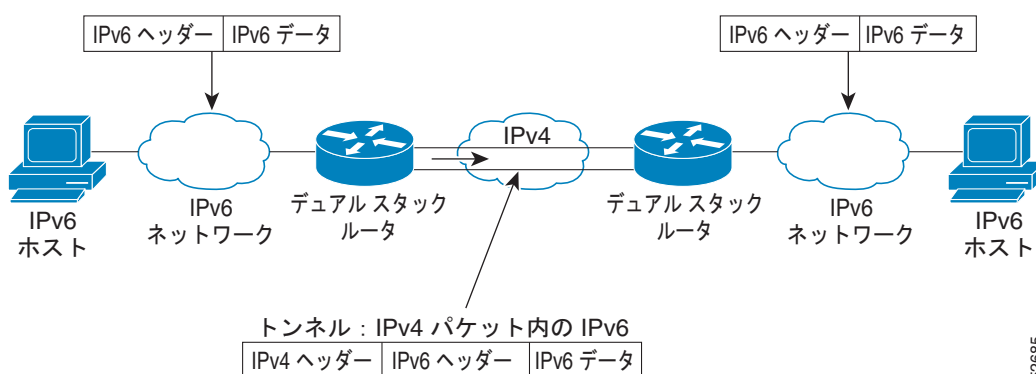 IPv6 ヘッダー IPv6 データ
IPv6 ヘッダー IPv6 データ
IPv4
IPv6
ホスト
IPv6
ネットワーク
デュアル スタック
ルータ
デュアル スタック
ルータ
IPv6
ネットワーク
IPv6
ホスト
トンネル：IPv4 パケット内の IPv6
IPv4 ヘッダー IPv6 ヘッダー IPv6 データ